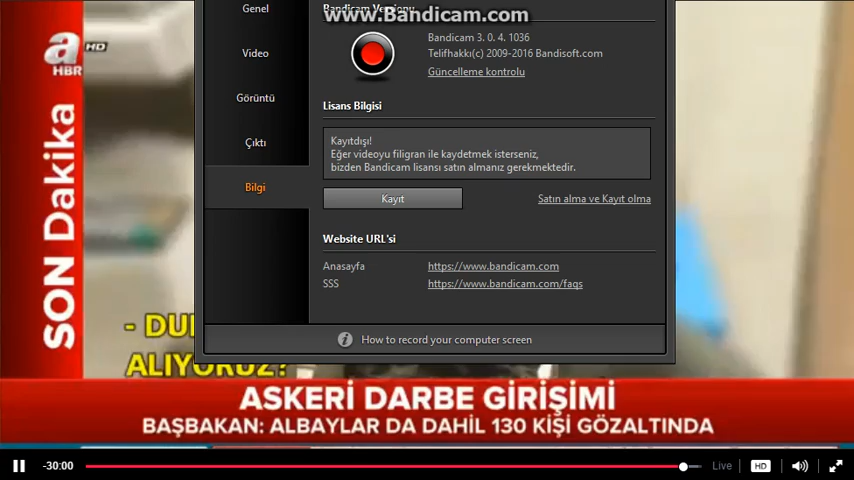 Genel
Bandicam Versiyonu
www.Bandicam.com
a HD
HBR
Video
Bandicam 3. 0. 4. 1036
Telifhakkı(c) 2009-2016 Bandisoft.com
Güncelleme kontrolu
Görüntü
Lisans Bilgisi
Çıktı
Kayıtdışı!
Eğer videoyu filigran ile kaydetmek isterseniz,
bizden Bandicam lisansı satın almanız gerekmektedir.
Bilgi
Kayıt
Satın alma ve Kayıt olma
Website URL'si
Anasayfa
https://www.bandicam.com
SSS
https://www.bandicam.com/faqs
How to record your computer screen
SON Dakika
ALIYORUZ?
ASKERİ DARBE GİRİŞİMİ
BAŞBAKAN: ALBAYLAR DA DAHİL 130 KİŞİ GÖZALTINDA
-30:00
Live
HD